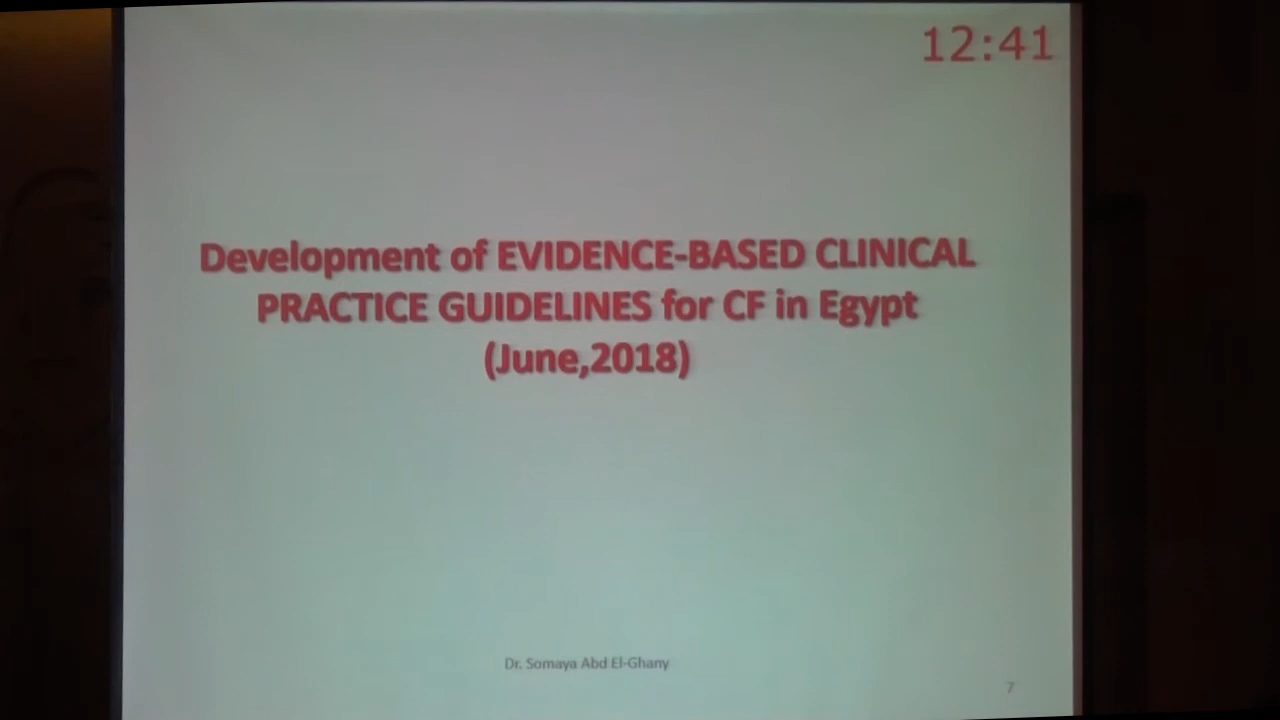 12:41
Development of EVIDENCE-BASED CLINICAL
PRACTICE GUIDELINES for CF in Egypt
(June,2018)
Dr. Somaya Abd El-Ghany
7